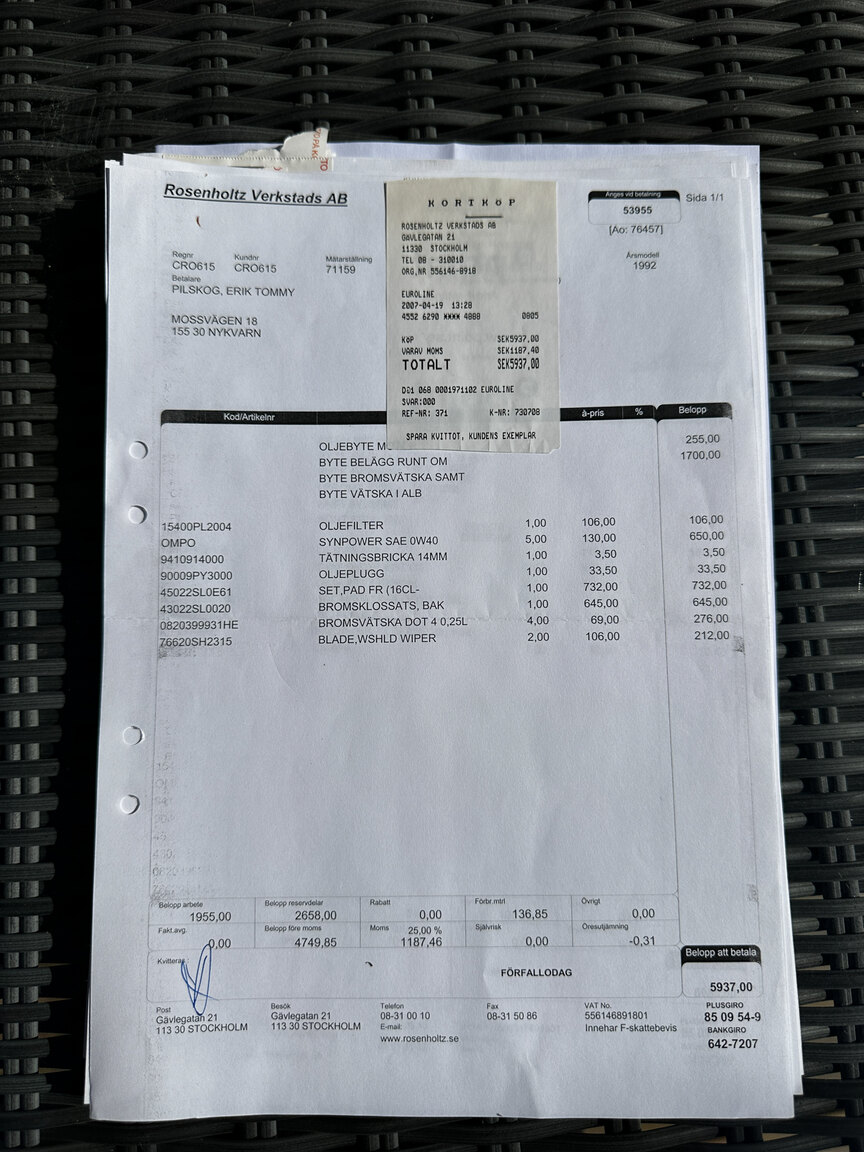 Rosenholtz Verkstads AB
Anges vid betalning
53955
Sida 1/1
[Ao: 76457]
Regnr
CRO615
Kundnr
CRO615
Mätarställning
71159
Årsmodell
1992
Betalare
PILSKOG, ERIK TOMMY
MOSSVÄGEN 18
155 30 NYKVARN
KORTKÖP
ROSENHOLTZ VERKSTADS AB
GÄVLEGATAN 21
11330 STOCKHOLM
TEL 08 - 310010
ORG.NR 556146-8918
EUROLINE
2007-04-19 13:28
4552 6290 **** 4888 0805
KÖP SEK5937,00
VARAV MOMS SEK1187,40
TOTALT SEK5937,00
D@1 068 0001971102 EUROLINE
SVAR:000
REF-NR: 371 K-NR: 730708
SPARA KVITTOT, KUNDENS EXEMPLAR
Kod/Artikelnr à-pris % Belopp
OLJEBYTE 255,00
BYTE BELÄGG RUNT OM 1700,00
BYTE BROMSVÄTSKA SAMT
BYTE VÄTSKA I ALB
15400PL2004 OLJEFILTER 1,00 106,00 106,00
OMPO SYNPOWER SAE 0W40 5,00 130,00 650,00
9410914000 TÄTNINGSBRICKA 14MM 1,00 3,50 3,50
90009PY3000 OLJEPLUGG 1,00 33,50 33,50
45022SL0E61 SET,PAD FR (16CL- 1,00 732,00 732,00
43022SL0020 BROMSKLOSSATS, BAK 1,00 645,00 645,00
0820399931HE BROMSVÄTSKA DOT 4 0,25L 4,00 69,00 276,00
76620SH2315 BLADE,WSHLD WIPER 2,00 106,00 212,00
Belopp arbete Belopp reservdelar Rabatt Förbr.mtrl Övrigt
1955,00 2658,00 0,00 136,85 0,00
Fakt.avg. Belopp före moms Moms 25,00 % Självrisk Öresutjämning
0,00 4749,85 1187,46 0,00 -0,31
Kvitteras :
FÖRFALLODAG
Belopp att betala
5937,00
Post
Gävlegatan 21
113 30 STOCKHOLM
Besök
Gävlegatan 21
113 30 STOCKHOLM
Telefon
08-31 00 10
E-mail:
www.rosenholtz.se
Fax
08-31 50 86
VAT No.
556146891801
Innehar F-skattebevis
PLUSGIRO
85 09 54-9
BANKGIRO
642-7207